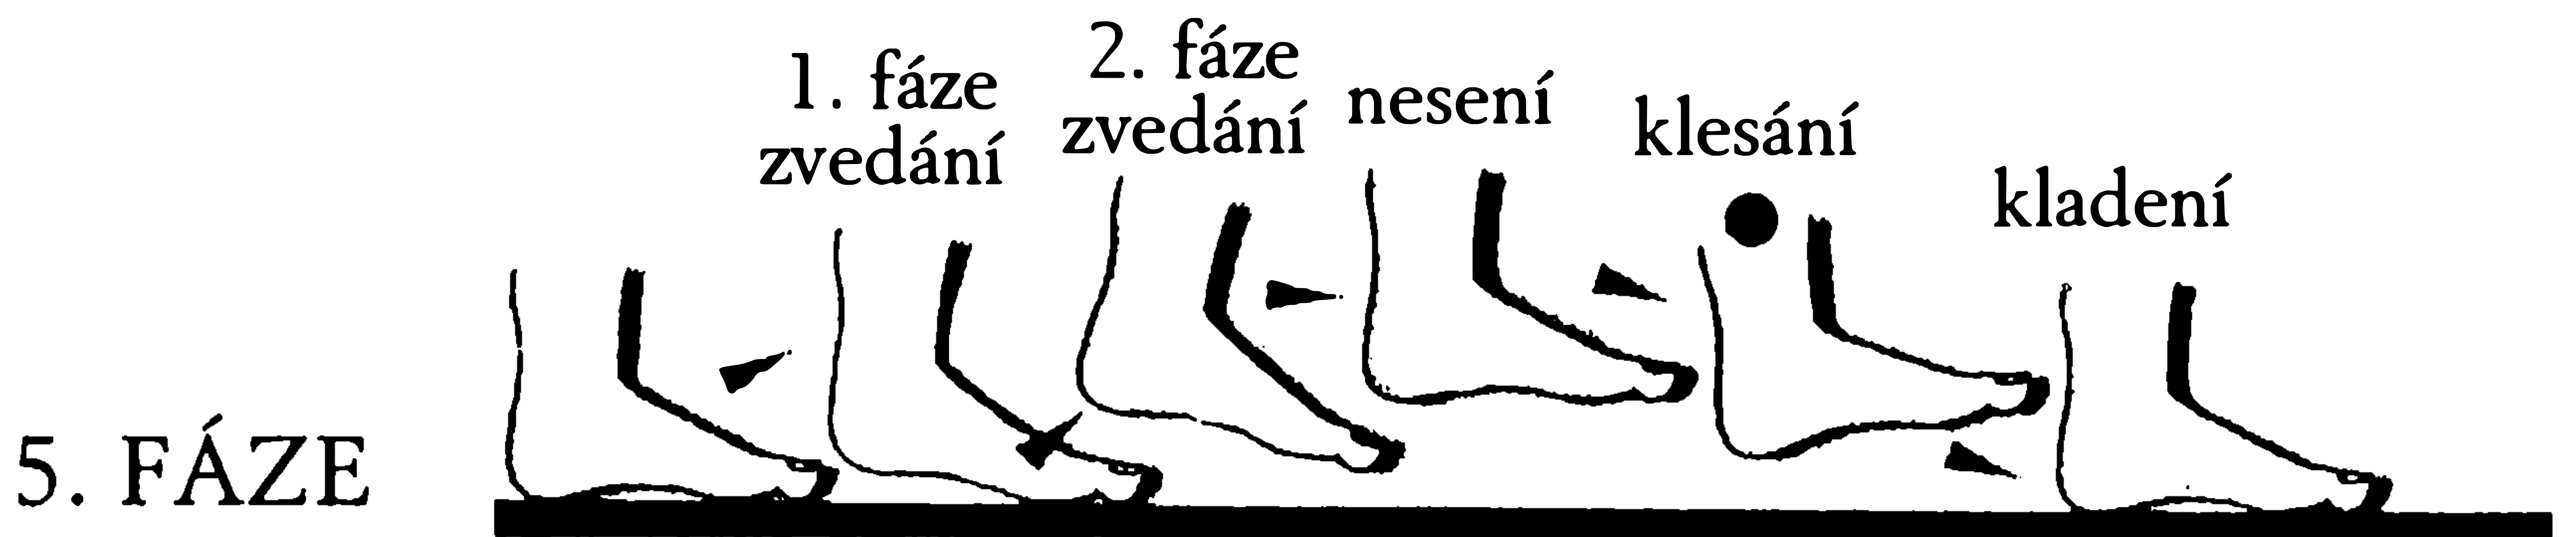 1. fáze
zvedání
2. fáze
zvedání
nesení
klesání
kladení
5. FÁZE